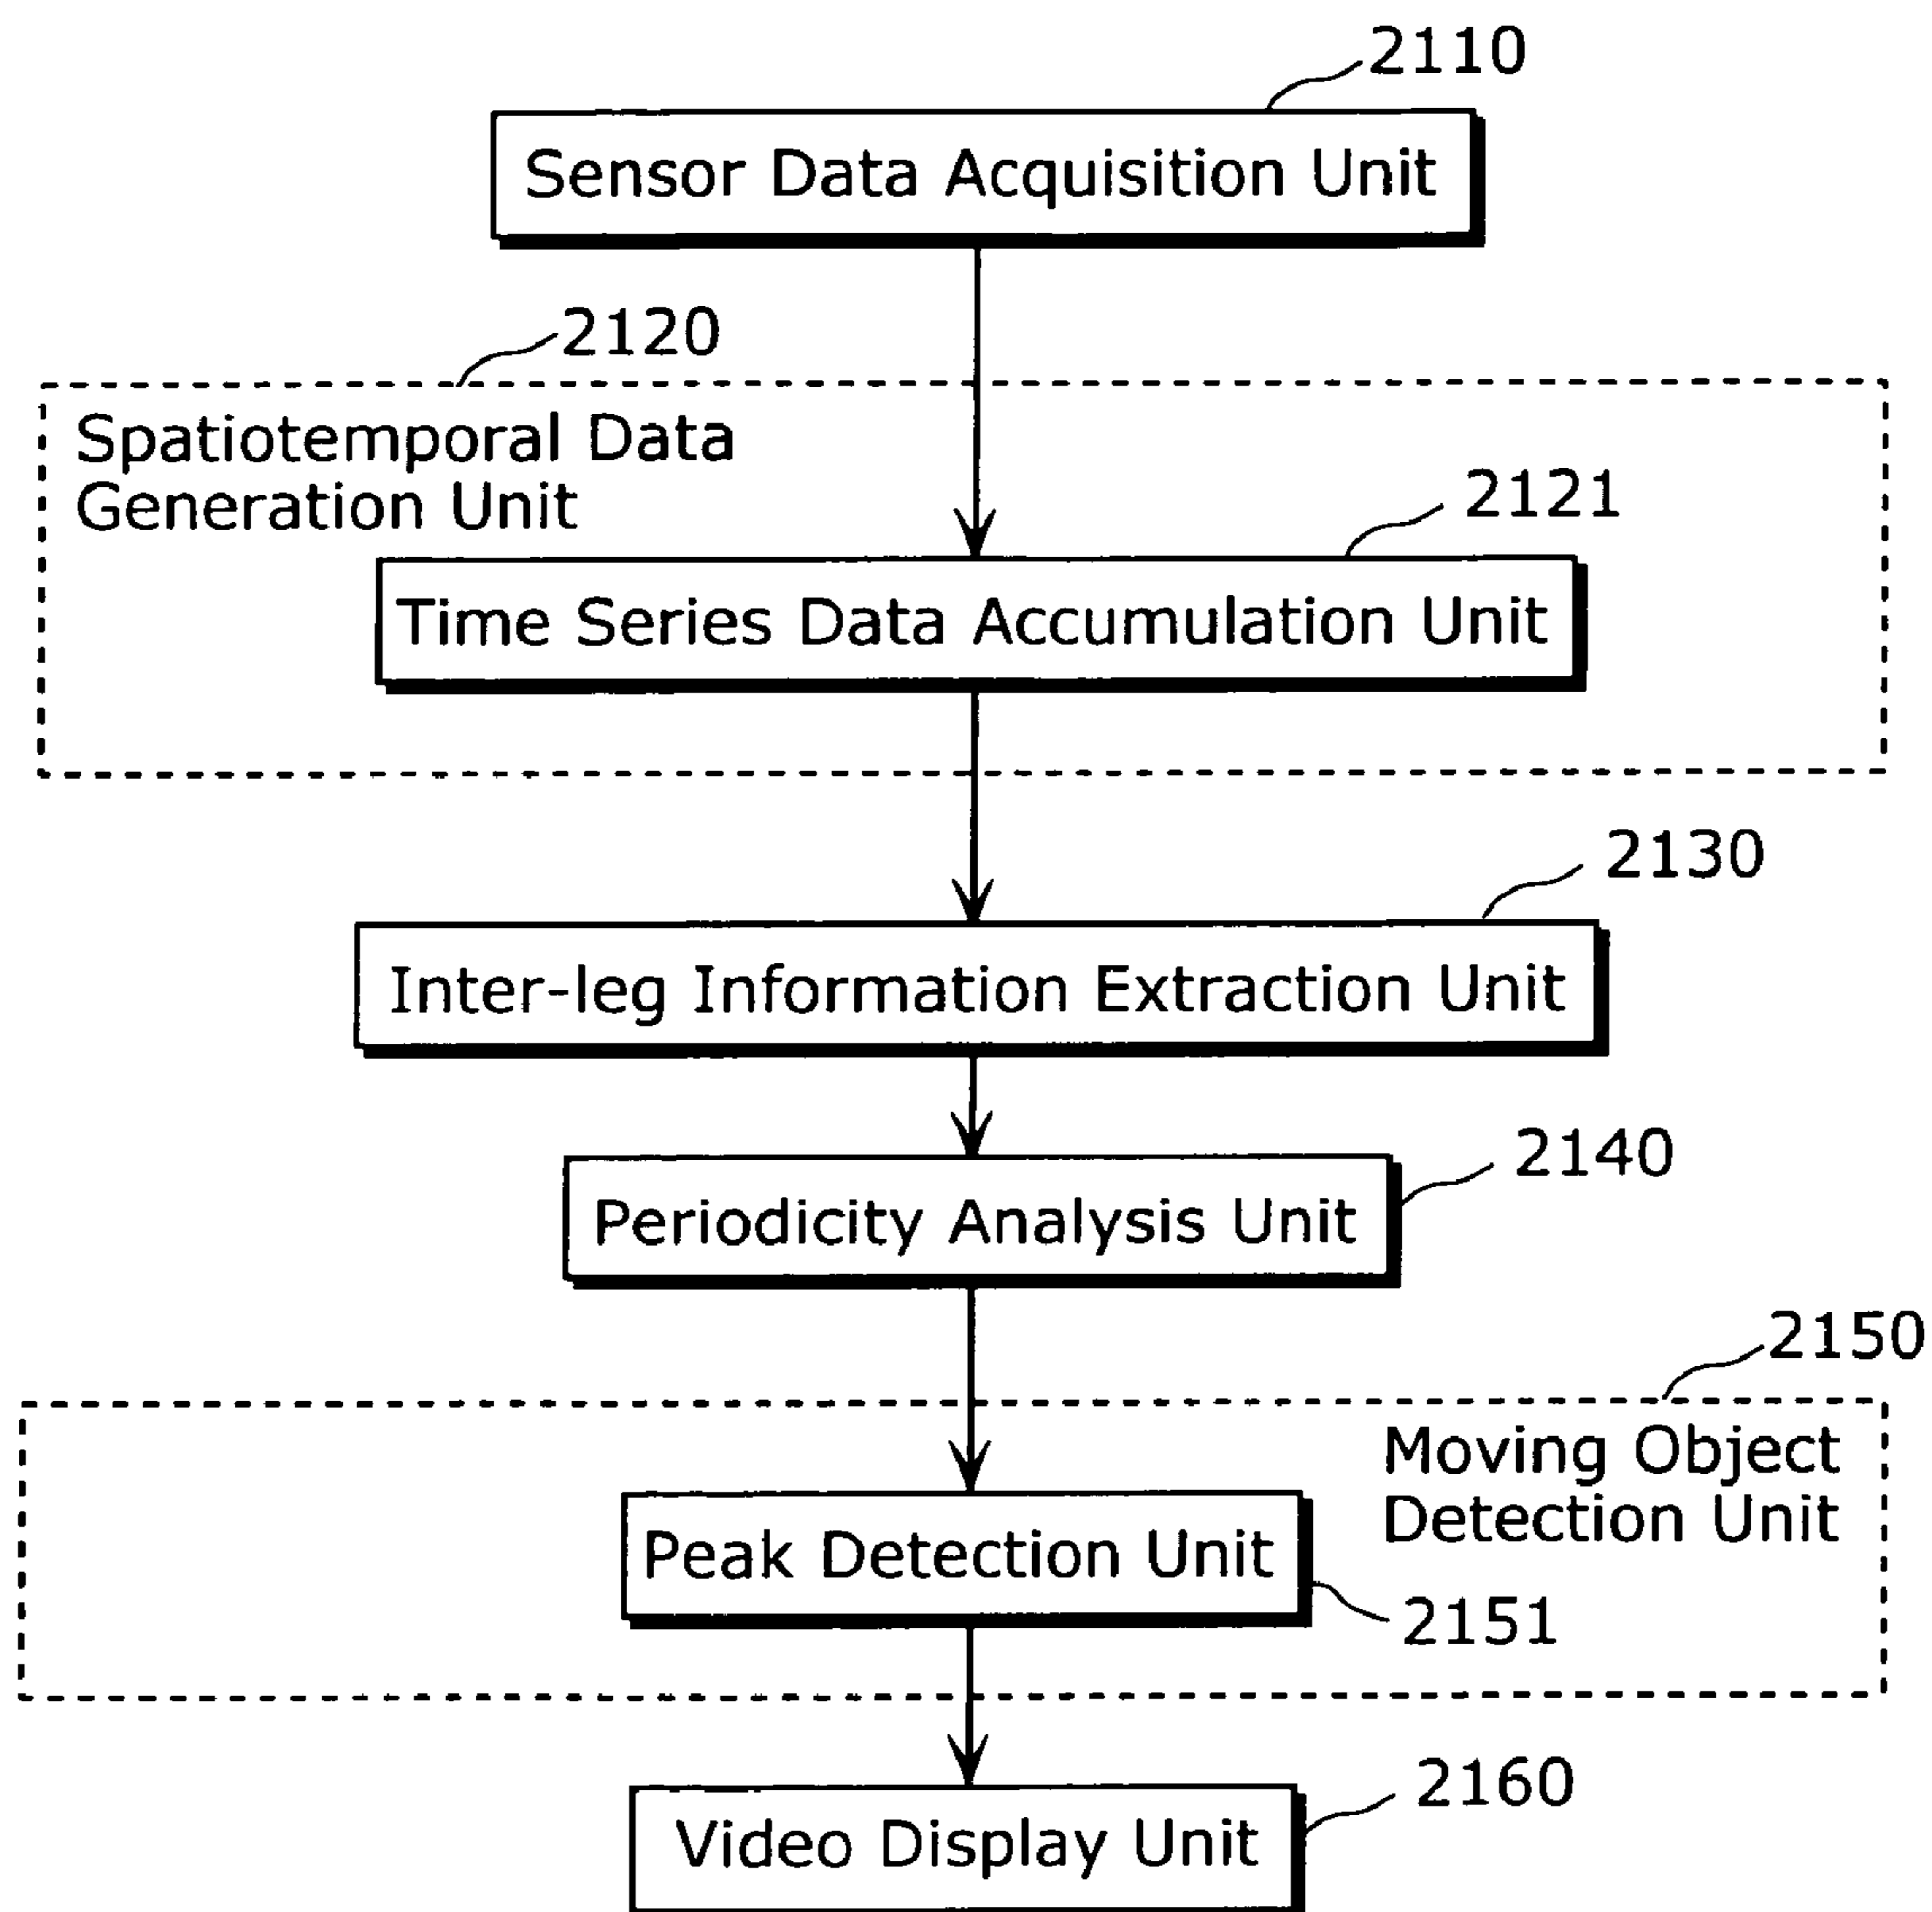 2110
Sensor Data Acquisition Unit
2120
Spatiotemporal Data
Generation Unit
2121
Time Series Data Accumulation Unit
2130
Inter-leg Information Extraction Unit
2140
Periodicity Analysis Unit
2150
Moving Object
Detection Unit
Peak Detection Unit
2151
2160
Video Display Unit